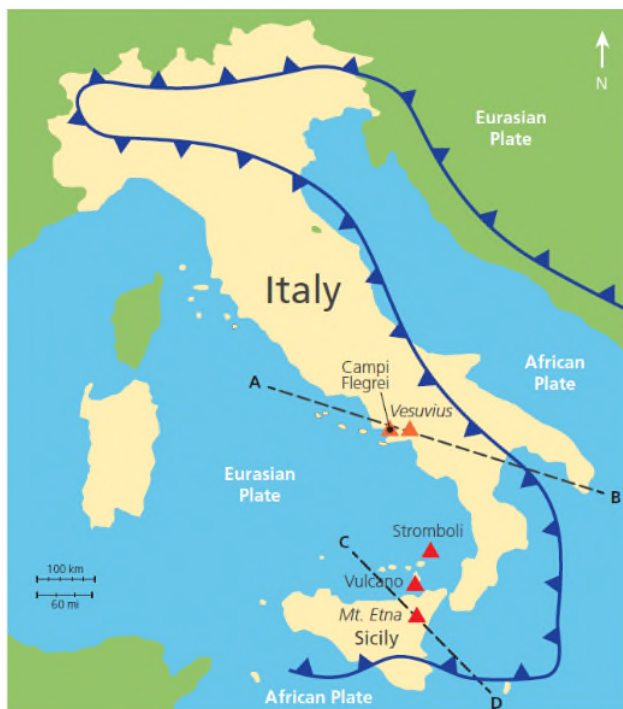 N
Eurasian
Plate
Italy
Campi
Flegrei
Vesuvius
African
Plate
A
B
Eurasian
Plate
Stromboli
C
100 km
60 mi
Vulcano
Mt. Etna
Sicily
African Plate
D